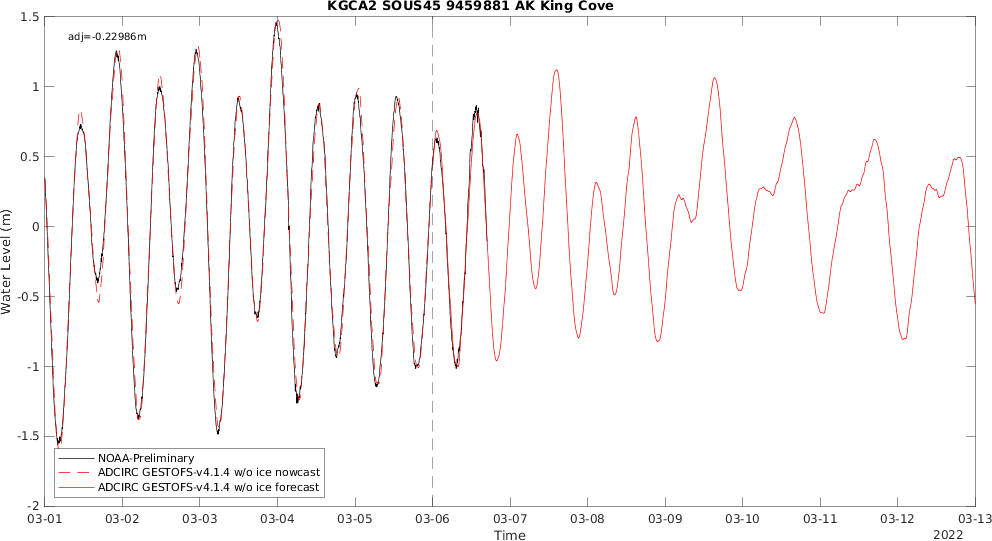 KGCA2 SOUS45 9459881 AK King Cove
adj=-0.22986m
1.5
1
0.5
0
-0.5
-1
-1.5
-2
Water Level (m)
NOAA-Preliminary
ADCIRC GESTOFS-v4.1.4 w/o ice nowcast
ADCIRC GESTOFS-v4.1.4 w/o ice forecast
03-01 03-02 03-03 03-04 03-05 03-06 03-07 03-08 03-09 03-10 03-11 03-12 03-13
Time
2022